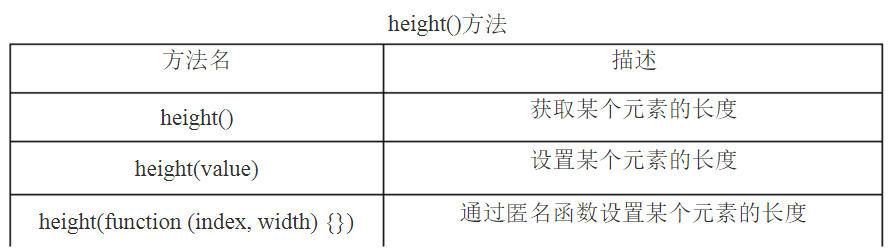 height()方法
方法名 描述
height() 获取某个元素的长度
height(value) 设置某个元素的长度
height(function (index, width) {}) 通过匿名函数设置某个元素的长度